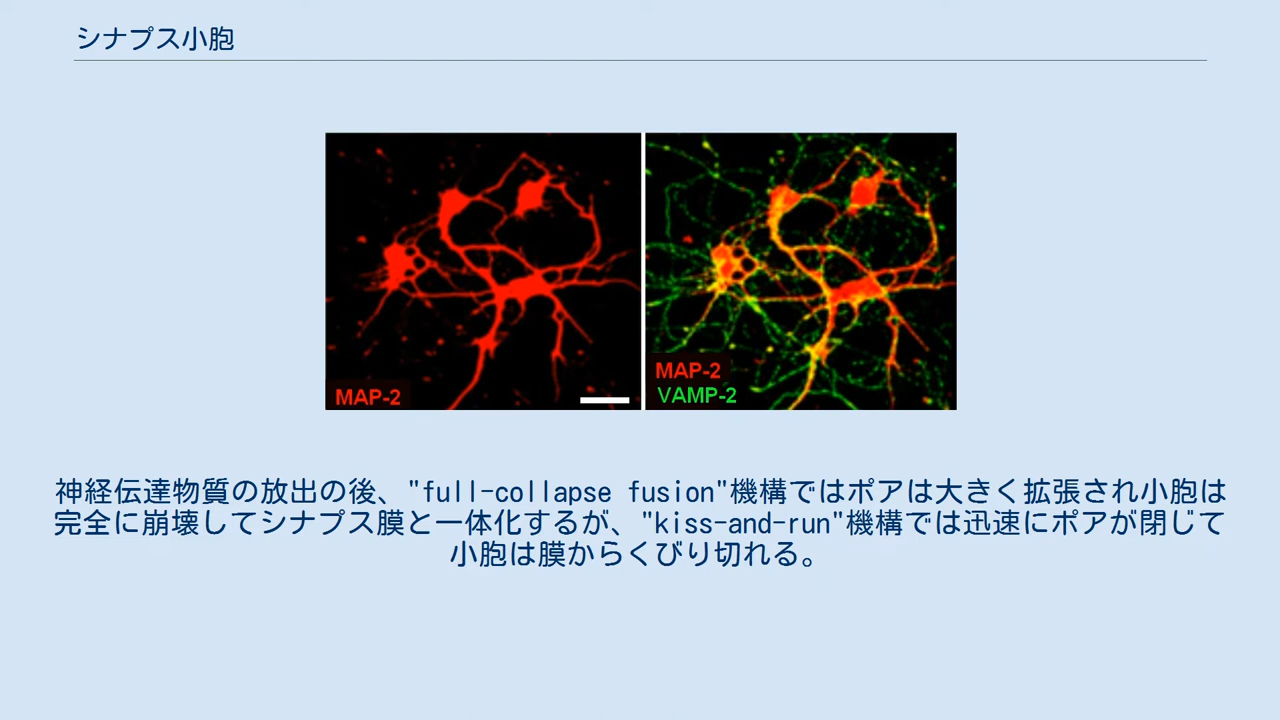 シナプス小胞
MAP-2
MAP-2
VAMP-2
神経伝達物質の放出の後、"full-collapse fusion"機構ではポアは大きく拡張され小胞は
完全に崩壊してシナプス膜と一体化するが、"kiss-and-run"機構では迅速にポアが閉じて
小胞は膜からくびり切れる。